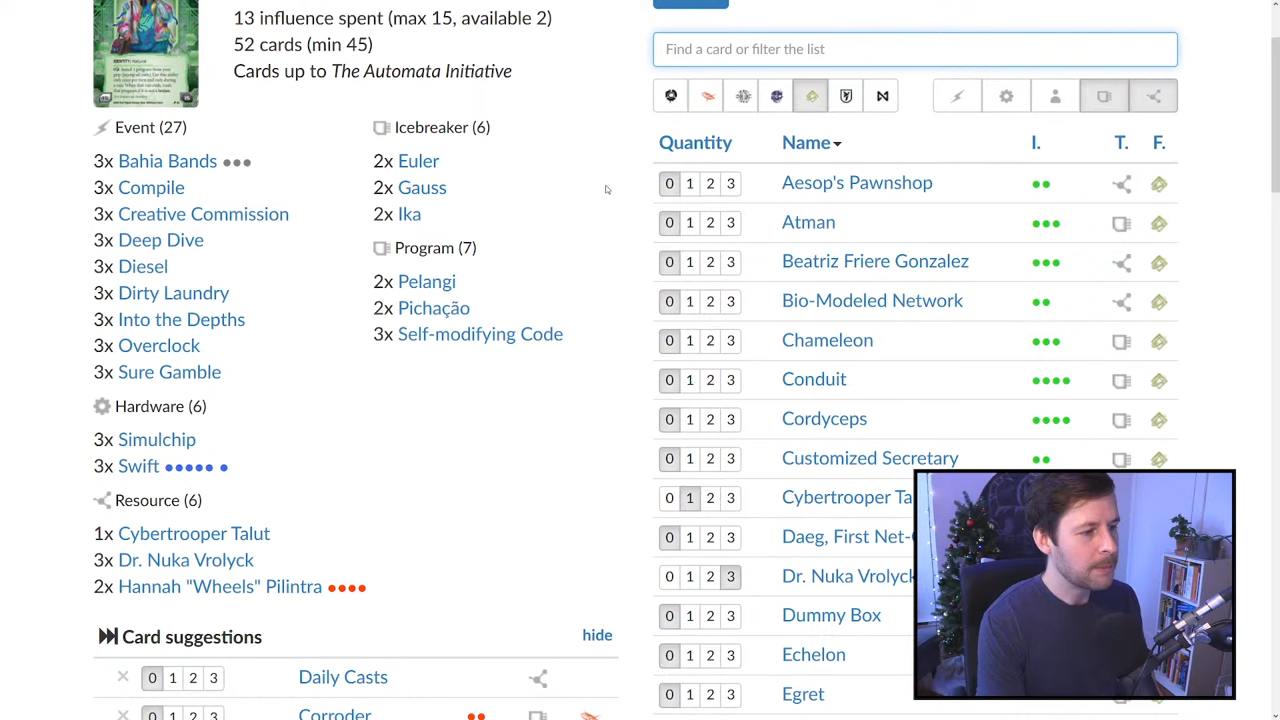 13 influence spent (max 15, available 2)
52 cards (min 45)
Cards up to The Automata Initiative
Event (27)
3x Bahia Bands
3x Compile
3x Creative Commission
3x Deep Dive
3x Diesel
3x Dirty Laundry
3x Into the Depths
3x Overclock
3x Sure Gamble
Hardware (6)
3x Simulchip
3x Swift
Resource (6)
1x Cybertrooper Talut
3x Dr. Nuka Vrolyck
2x Hannah "Wheels" Pilintra
Icebreaker (6)
2x Euler
2x Gauss
2x Ika
Program (7)
2x Pelangi
2x Pichação
3x Self-modifying Code
Card suggestions hide
0 1 2 3 Daily Casts
0 1 2 3 Corroder
Find a card or filter the list
Quantity Name I. T. F.
0 1 2 3 Aesop's Pawnshop
0 1 2 3 Atman
0 1 2 3 Beatriz Friere Gonzalez
0 1 2 3 Bio-Modeled Network
0 1 2 3 Chameleon
0 1 2 3 Conduit
0 1 2 3 Cordyceps
0 1 2 3 Customized Secretary
0 1 2 3 Cybertrooper Ta
0 1 2 3 Daeg, First Net-
0 1 2 3 Dr. Nuka Vrolyck
0 1 2 3 Dummy Box
0 1 2 3 Echelon
0 1 2 3 Egret